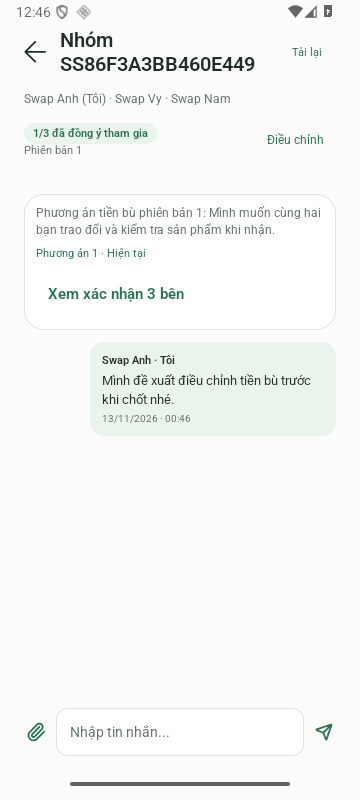 12:46
Nhóm
SS86F3A3BB460E449
Tải lại
Swap Anh (Tôi) · Swap Vy · Swap Nam
1/3 đã đồng ý tham gia
Phiên bản 1
Điều chỉnh
Phương án tiền bù phiên bản 1: Mình muốn cùng hai
bạn trao đổi và kiểm tra sản phẩm khi nhận.
Phương án 1 · Hiện tại
Xem xác nhận 3 bên
Swap Anh · Tôi
Mình đề xuất điều chỉnh tiền bù trước
khi chốt nhé.
13/11/2026 · 00:46
Nhập tin nhắn...